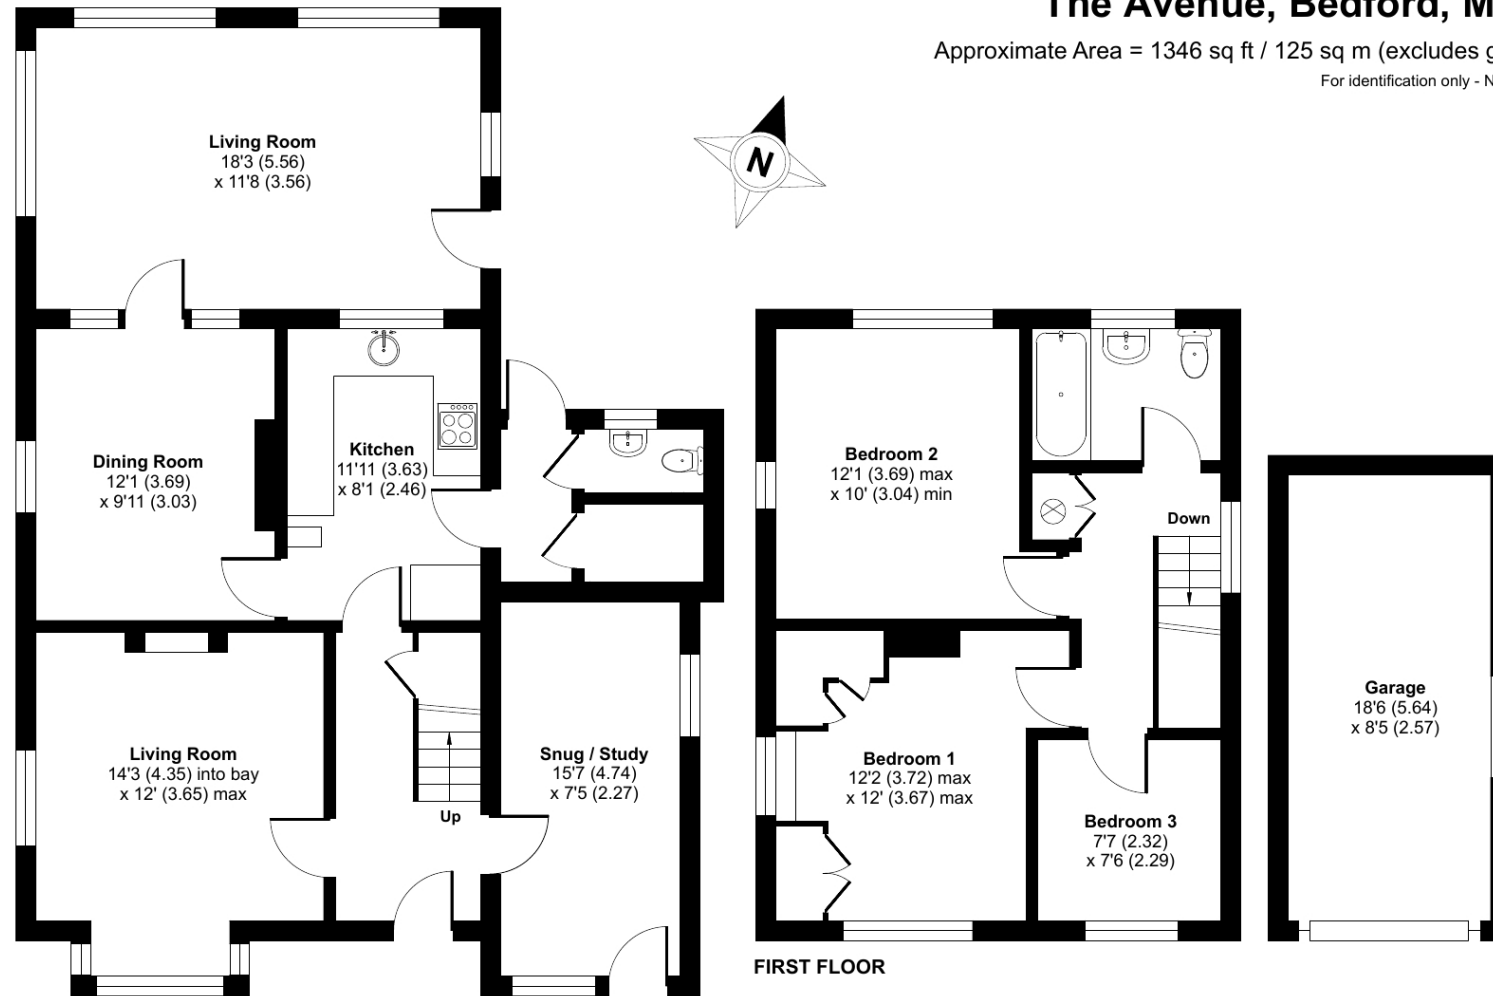 The Avenue, Bedford, M
Approximate Area = 1346 sq ft / 125 sq m (excludes g
For identification only - N
Living Room
18'3 (5.56)
x 11'8 (3.56)
N
Dining Room
12'1 (3.69)
x 9'11 (3.03)
Kitchen
11'11 (3.63)
x 8'1 (2.46)
Living Room
14'3 (4.35) into bay
x 12' (3.65) max
Up
Snug / Study
15'7 (4.74)
x 7'5 (2.27)
Bedroom 2
12'1 (3.69) max
x 10' (3.04) min
Down
Bedroom 1
12'2 (3.72) max
x 12' (3.67) max
Bedroom 3
7'7 (2.32)
x 7'6 (2.29)
Garage
18'6 (5.64)
x 8'5 (2.57)
FIRST FLOOR